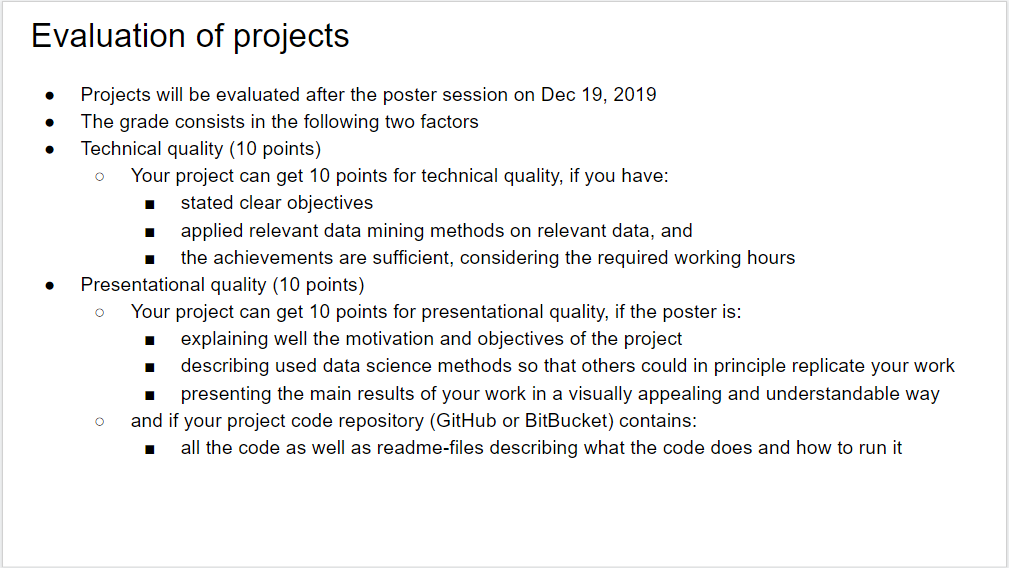 Evaluation of projects
● Projects will be evaluated after the poster session on Dec 19, 2019
● The grade consists in the following two factors
● Technical quality (10 points)
○ Your project can get 10 points for technical quality, if you have:
■ stated clear objectives
■ applied relevant data mining methods on relevant data, and
■ the achievements are sufficient, considering the required working hours
● Presentational quality (10 points)
○ Your project can get 10 points for presentational quality, if the poster is:
■ explaining well the motivation and objectives of the project
■ describing used data science methods so that others could in principle replicate your work
■ presenting the main results of your work in a visually appealing and understandable way
○ and if your project code repository (GitHub or BitBucket) contains:
■ all the code as well as readme-files describing what the code does and how to run it